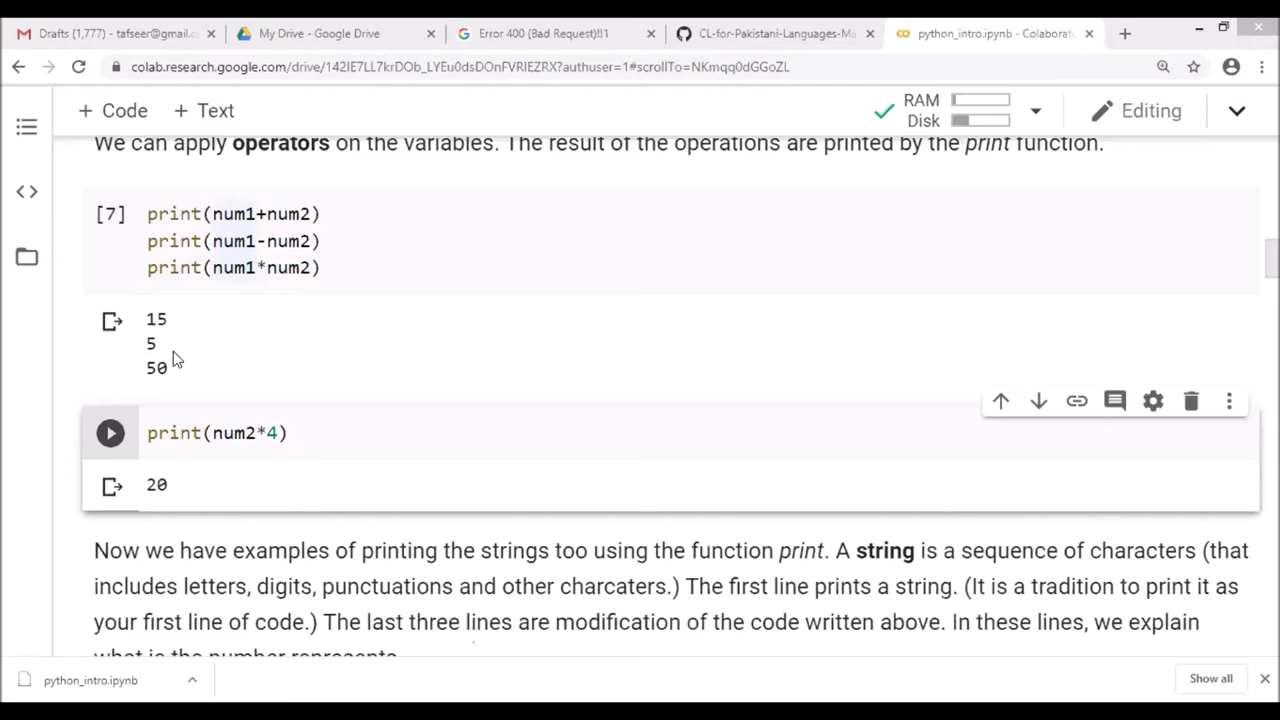 Drafts (1,777) - tafseer@gmail.c
My Drive - Google Drive
Error 400 (Bad Request)!!1
CL-for-Pakistani-Languages-Ma
python_intro.ipynb - Colaborato
colab.research.google.com/drive/142IE7LL7krDOb_LYEu0dsDOnFVRIEZRX?authuser=1#scrollTo=NKmqq0dGGoZL
+ Code + Text
RAM
Disk
Editing
We can apply operators on the variables. The result of the operations are printed by the print function.
[7] print(num1+num2)
print(num1-num2)
print(num1*num2)
15
5
50
print(num2*4)
20
Now we have examples of printing the strings too using the function print. A string is a sequence of characters (that
includes letters, digits, punctuations and other charcaters.) The first line prints a string. (It is a tradition to print it as
your first line of code.) The last three lines are modification of the code written above. In these lines, we explain
what is the number represents
python_intro.ipynb
Show all